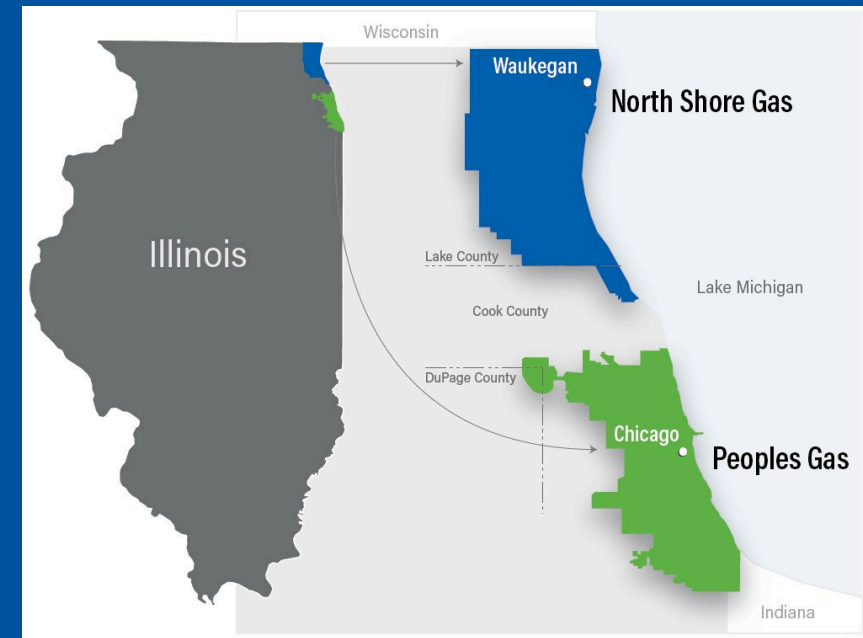 Wisconsin
Waukegan
North Shore Gas
Illinois
Lake County
Lake Michigan
Cook County
DuPage County
Chicago
Peoples Gas
Indiana